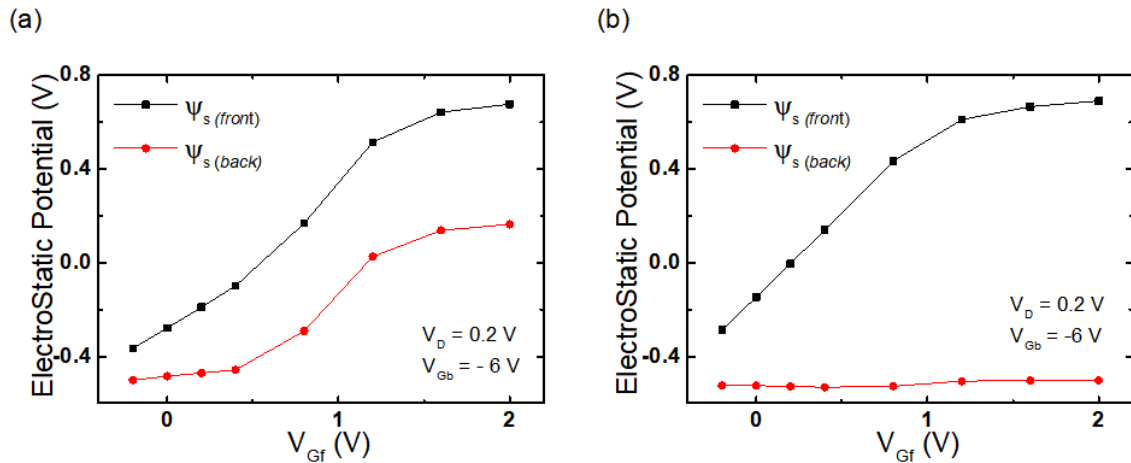 (a)
(b)
ElectroStatic Potential (V)
0.8
0.4
0.0
-0.4
ψs (front)
ψs (back)
VD = 0.2 V
VGb = - 6 V
0
1
2
VGf (V)
ElectroStatic Potential (V)
0.8
0.4
0.0
-0.4
ψs (front)
ψs (back)
VD = 0.2 V
VGb = -6 V
0
1
2
VGf (V)